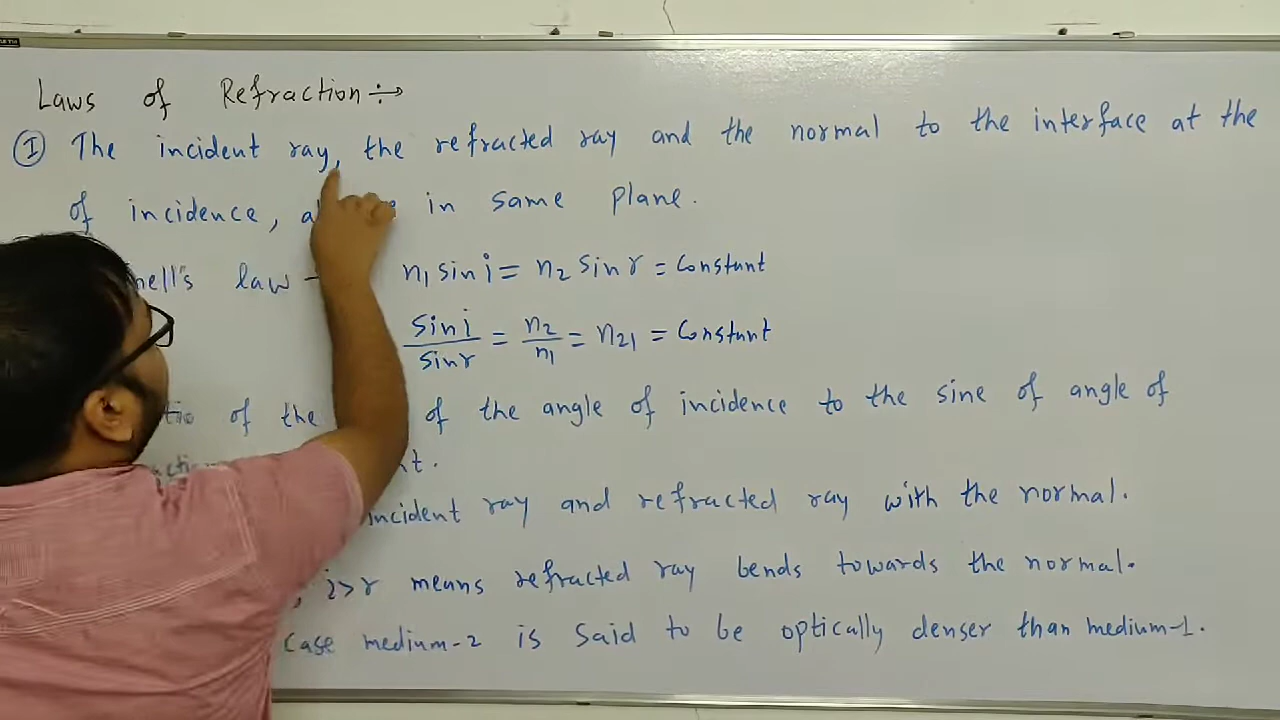 Laws of Refraction ÷→
Ⓘ The incident ray, the refracted ray and the normal to the interface at the
of incidence, in same plane.
law - n₁ sin i = n₂ sin r = Constant
sin i / sin r = n₂ / n₁ = n₂₁ = Constant
of the of the angle of incidence to the sine of angle of
incident ray and refracted ray with the normal.
, i>r means refracted ray bends towards the normal.
case medium-2 is said to be optically denser than medium-1.